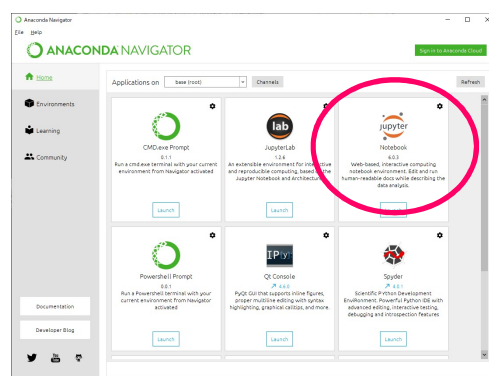 Anaconda Navigator
File Help
ANACONDA NAVIGATOR
Sign in to Anaconda Cloud
Home
Environments
Learning
Community
Documentation
Developer Blog
You
Tube
Applications on
base (root)
Channels
Refresh
CMD.exe Prompt
0.1.1
Run a cmd.exe terminal with your current
environment from Navigator activated
Launch
lab
JupyterLab
1.2.6
An extensible environment for interactive
and reproducible computing, based on the
Jupyter Notebook and Architecture.
Launch
jupyter
Notebook
6.0.3
Web-based, interactive computing
notebook environment. Edit and run
human-readable docs while describing the
data analysis.
Launch
Powershell Prompt
0.0.1
Run a Powershell terminal with your
current environment from Navigator
activated
Launch
IP[y]
Qt Console
4.6.0
PyQt GUI that supports inline figures,
proper multiline editing with syntax
highlighting, graphical calltips, and more.
Launch
Spyder
4.0.1
Scientific PYthon Development
EnviRonment. Powerful Python IDE with
advanced editing, interactive testing,
debugging and introspection features
Launch